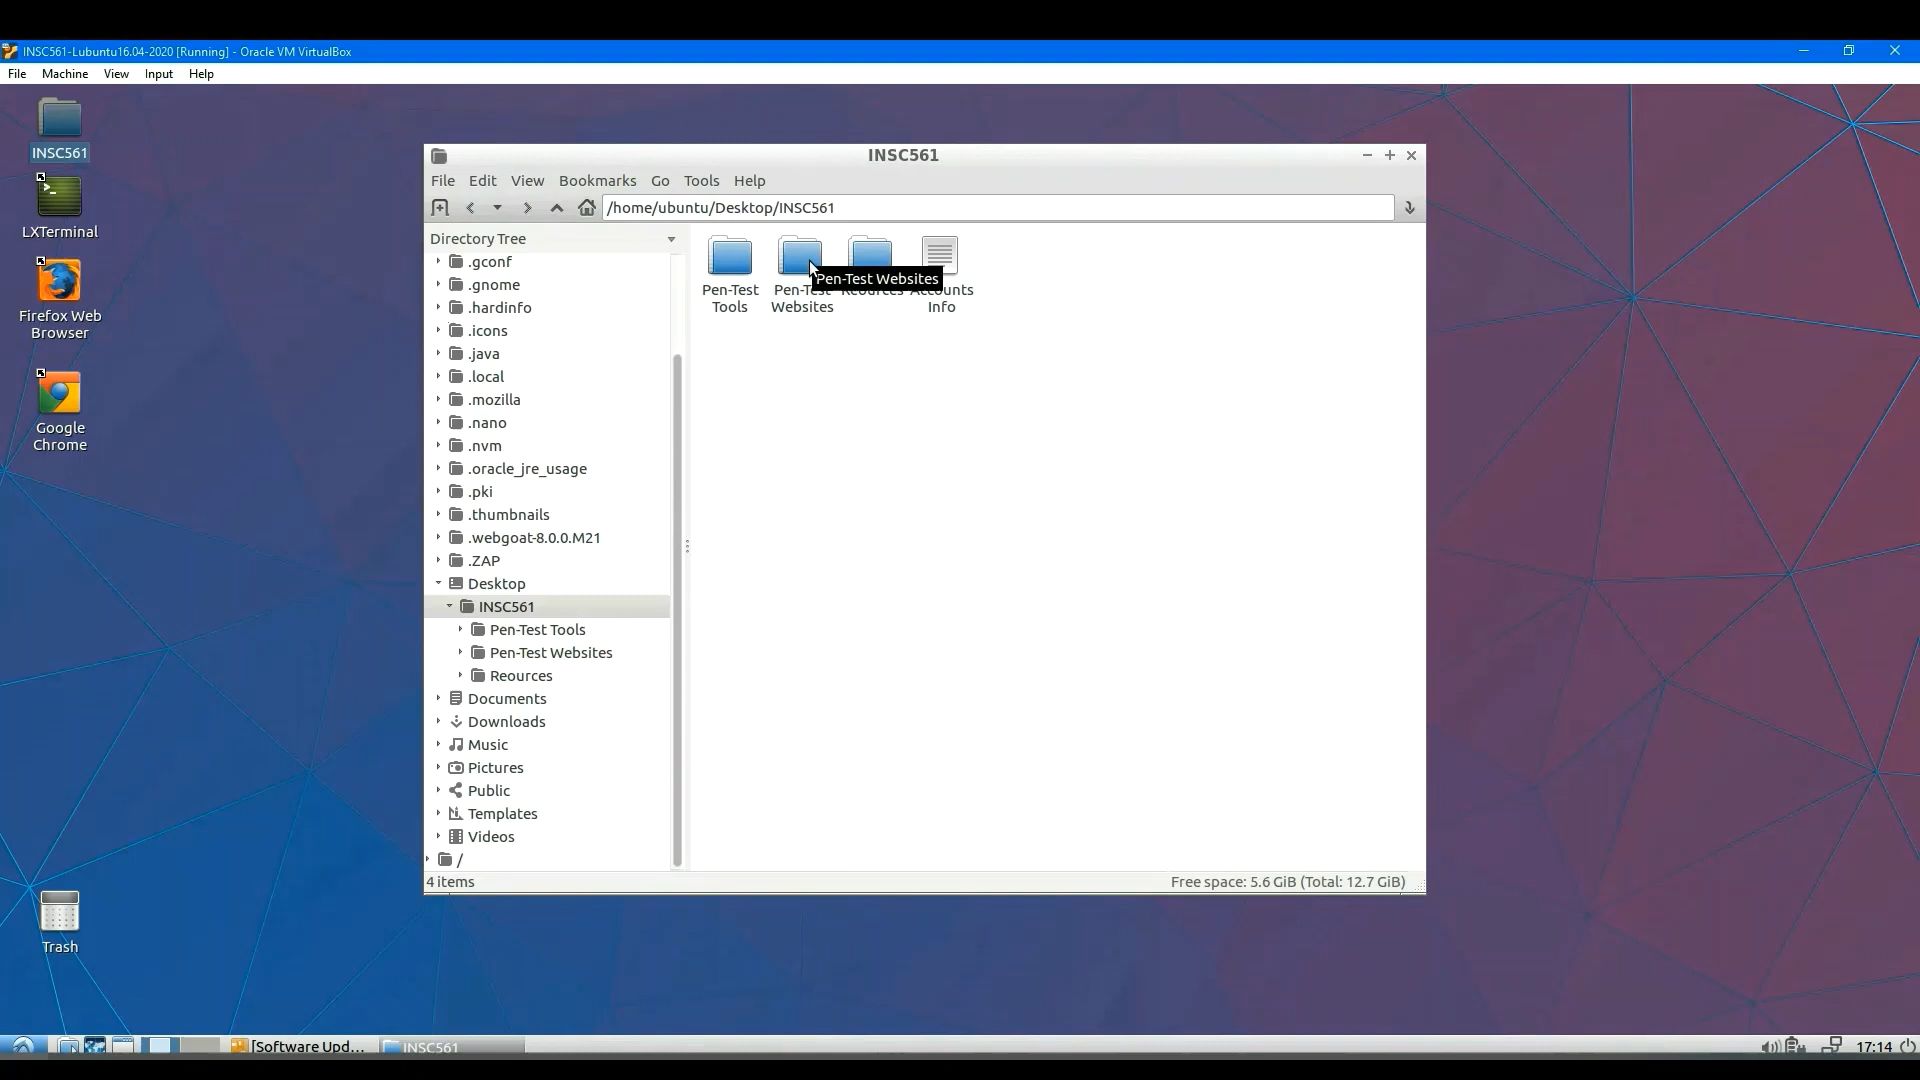 INSC561-Lubuntu16.04-2020 [Running] - Oracle VM VirtualBox
File Machine View Input Help
INSC561
LXTerminal
Firefox Web
Browser
Google
Chrome
Trash
INSC561
File Edit View Bookmarks Go Tools Help
/home/ubuntu/Desktop/INSC561
Directory Tree
.gconf
.gnome
.hardinfo
.icons
.java
.local
.mozilla
.nano
.nvm
.oracle_jre_usage
.pki
.thumbnails
.webgoat-8.0.0.M21
.ZAP
Desktop
INSC561
Pen-Test Tools
Pen-Test Websites
Reources
Documents
Downloads
Music
Pictures
Public
Templates
Videos
/
Pen-Test
Tools
Pen-Test
Websites
Pen-Test Websites
Reources
Accounts
Info
4 items
Free space: 5.6 GiB (Total: 12.7 GiB)
[Software Upd...
INSC561
17:14